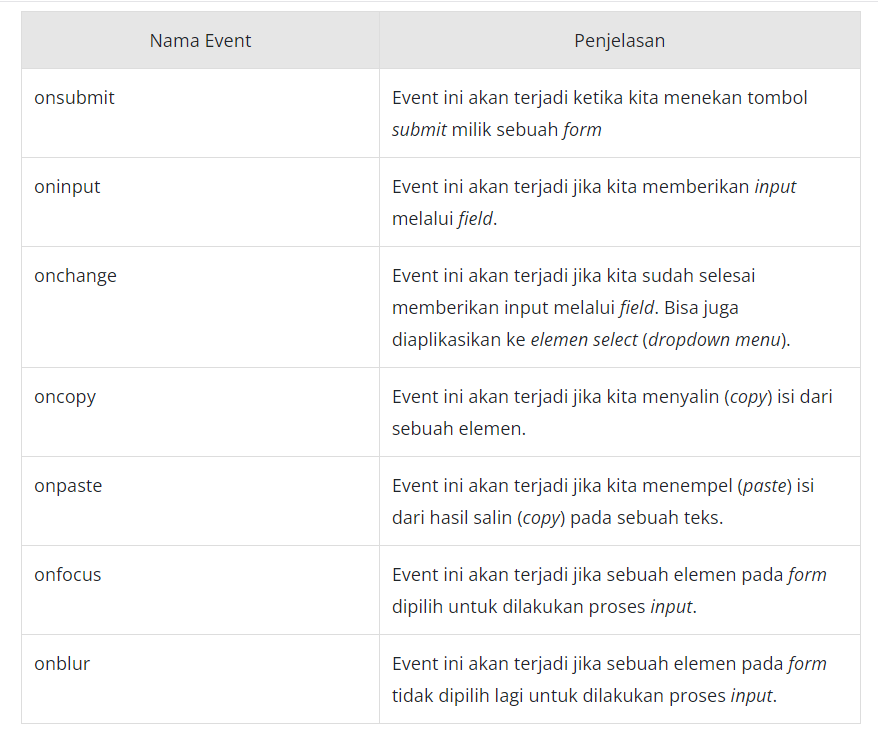 Nama Event
Penjelasan
onsubmit
Event ini akan terjadi ketika kita menekan tombol
submit milik sebuah form
oninput
Event ini akan terjadi jika kita memberikan input
melalui field.
onchange
Event ini akan terjadi jika kita sudah selesai
memberikan input melalui field. Bisa juga
diaplikasikan ke elemen select (dropdown menu).
oncopy
Event ini akan terjadi jika kita menyalin (copy) isi dari
sebuah elemen.
onpaste
Event ini akan terjadi jika kita menempel (paste) isi
dari hasil salin (copy) pada sebuah teks.
onfocus
Event ini akan terjadi jika sebuah elemen pada form
dipilih untuk dilakukan proses input.
onblur
Event ini akan terjadi jika sebuah elemen pada form
tidak dipilih lagi untuk dilakukan proses input.